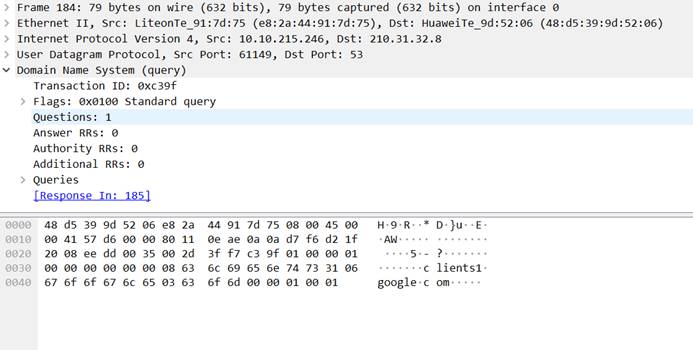 > Frame 184: 79 bytes on wire (632 bits), 79 bytes captured (632 bits) on interface 0
> Ethernet II, Src: LiteonTe_91:7d:75 (e8:2a:44:91:7d:75), Dst: HuaweiTe_9d:52:06 (48:d5:39:9d:52:06)
> Internet Protocol Version 4, Src: 10.10.215.246, Dst: 210.31.32.8
> User Datagram Protocol, Src Port: 61149, Dst Port: 53
Domain Name System (query)
Transaction ID: 0xc39f
> Flags: 0x0100 Standard query
Questions: 1
Answer RRs: 0
Authority RRs: 0
Additional RRs: 0
> Queries
[Response In: 185]
0000 48 d5 39 9d 52 06 e8 2a 44 91 7d 75 08 00 45 00 H·9·R··* D·}u··E·
0010 00 41 57 d6 00 00 80 11 0e ae 0a 0a d7 f6 d2 1f ·AW····· ········
0020 20 08 ee dd 00 35 00 2d 3f f7 c3 9f 01 00 00 01 ····5·- ?·······
0030 00 00 00 00 00 00 08 63 6c 69 65 6e 74 73 31 06 ·······c lients1·
0040 67 6f 6f 67 6c 65 03 63 6f 6d 00 00 01 00 01 google·c om·····